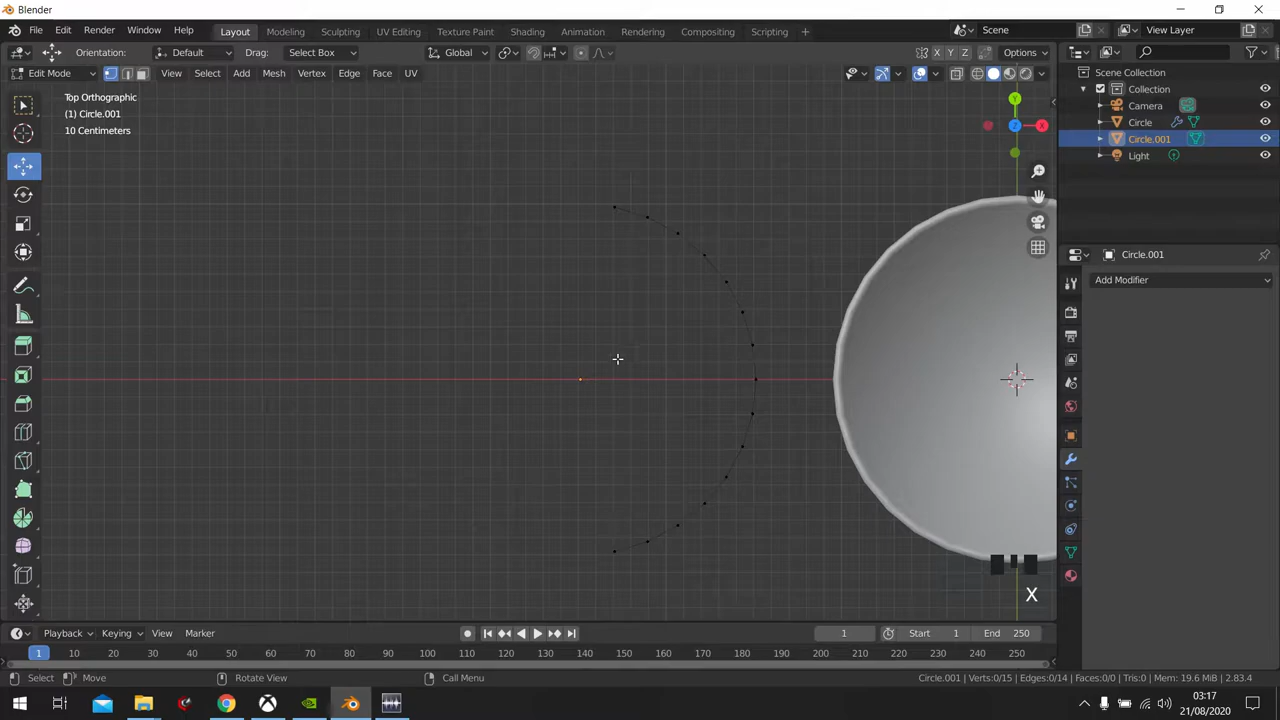 Blender
File Edit Render Window Help Layout Modeling Sculpting UV Editing Texture Paint Shading Animation Rendering Compositing Scripting + Scene View Layer
Orientation: Default Drag: Select Box Global X Y Z Options
Edit Mode View Select Add Mesh Vertex Edge Face UV
Scene Collection
Collection
Camera
Circle
Circle.001
Light
Top Orthographic
(1) Circle.001
10 Centimeters
Y
Z X
Circle.001
Add Modifier
X
Playback Keying View Marker 1 Start 1 End 250
1 10 20 30 40 50 60 70 80 90 100 110 120 130 140 150 160 170 180 190 200 210 220 230 240 250
Select Move Rotate View Call Menu Circle.001 | Verts:0/15 | Edges:0/14 | Faces:0/0 | Tris:0 | Mem: 19.6 MiB | 2.83.4
03:17
21/08/2020